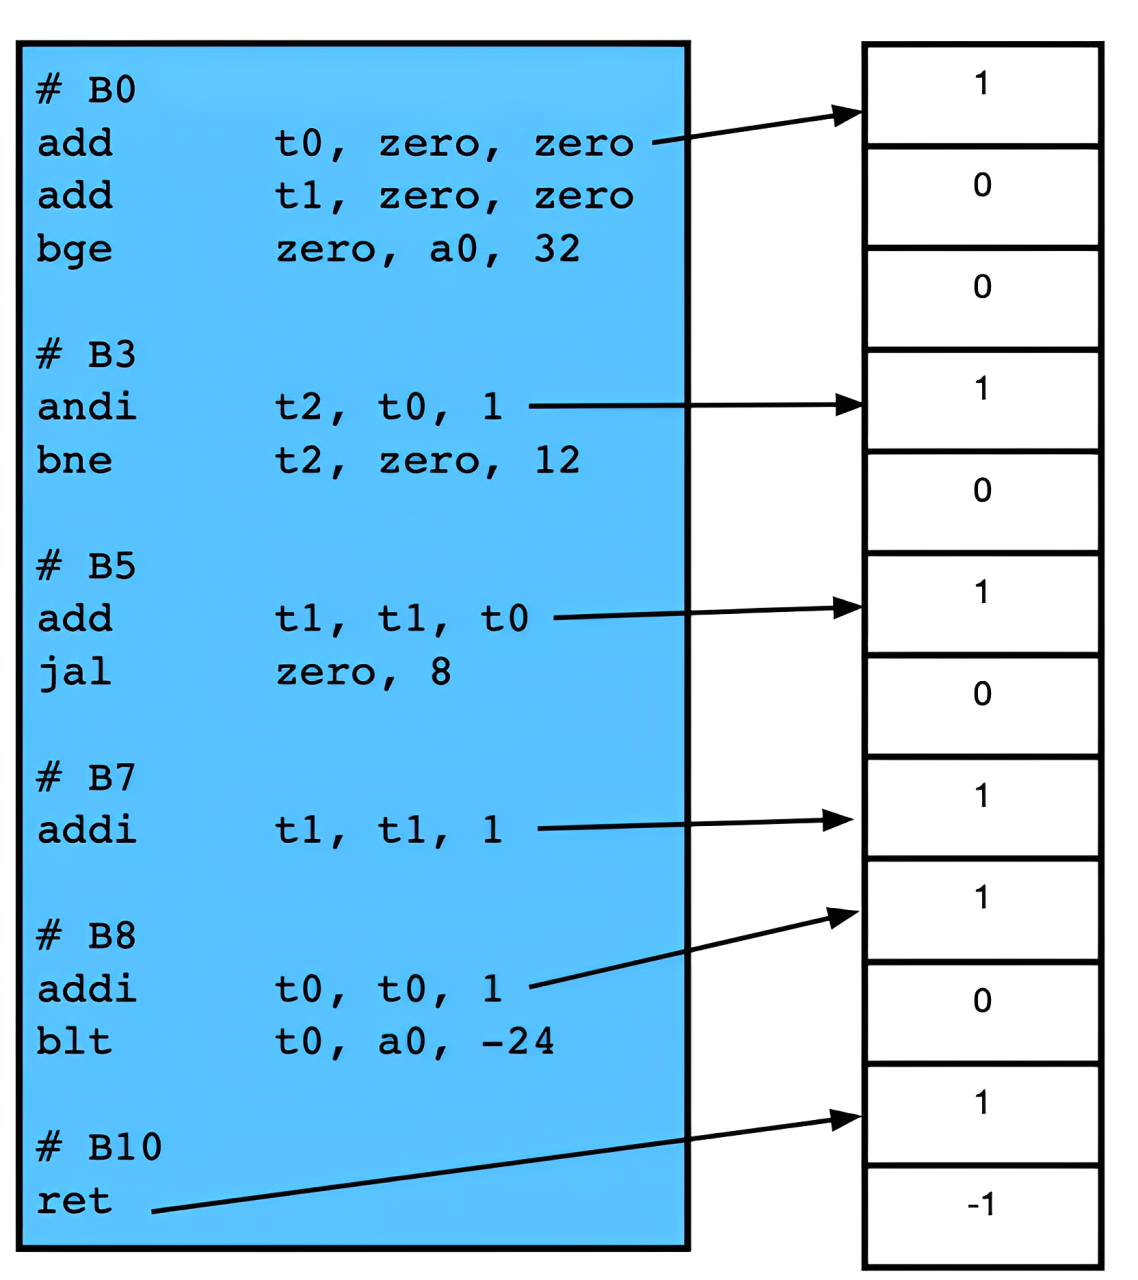 # B0
add t0, zero, zero
add t1, zero, zero
bge zero, a0, 32
# B3
andi t2, t0, 1
bne t2, zero, 12
# B5
add t1, t1, t0
jal zero, 8
# B7
addi t1, t1, 1
# B8
addi t0, t0, 1
blt t0, a0, -24
# B10
ret
1
0
0
1
0
1
0
1
1
0
1
-1